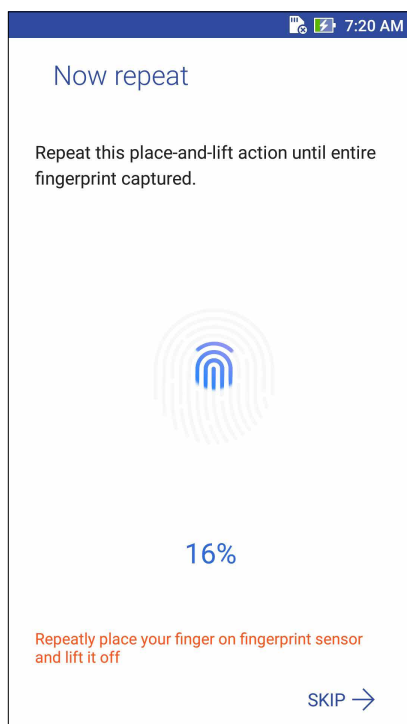 7:20 AM
Now repeat
Repeat this place-and-lift action until entire
fingerprint captured.
16%
Repeatly place your finger on fingerprint sensor
and lift it off
SKIP